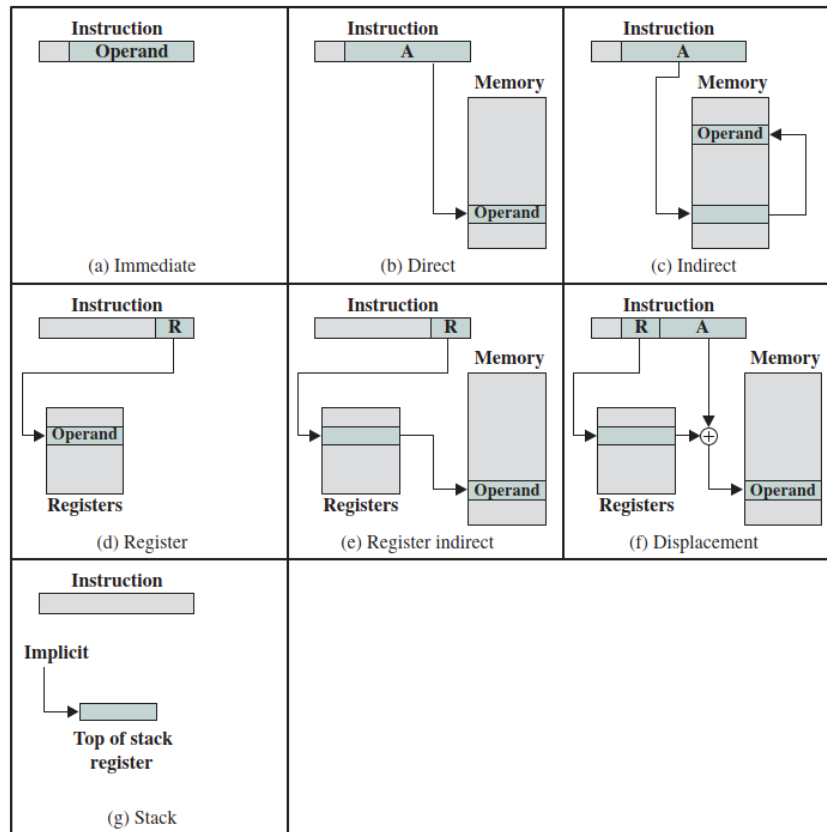 Instruction
Operand
(a) Immediate
Instruction
A
Memory
Operand
(b) Direct
Instruction
A
Memory
Operand
(c) Indirect
Instruction
R
Operand
Registers
(d) Register
Instruction
R
Memory
Operand
Registers
(e) Register indirect
Instruction
R A
Memory
+
Operand
Registers
(f) Displacement
Instruction
Implicit
Top of stack
register
(g) Stack